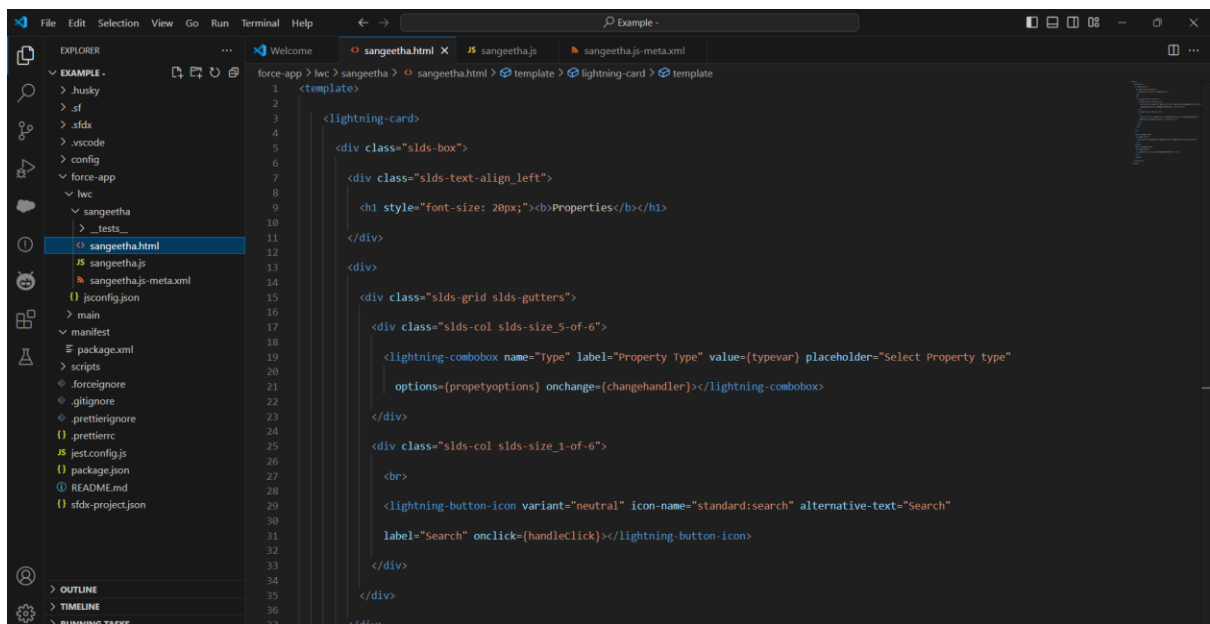 File Edit Selection View Go Run Terminal Help
Example -
EXPLORER
EXAMPLE -
.husky
.sf
.sfdx
.vscode
config
force-app
lwc
sangeetha
__tests__
sangeetha.html
JS sangeetha.js
sangeetha.js-meta.xml
{} jsconfig.json
main
manifest
package.xml
scripts
.forceignore
.gitignore
.prettierignore
{} .prettierrc
JS jest.config.js
{} package.json
README.md
{} sfdx-project.json
OUTLINE
TIMELINE
RUNNING TASKS
Welcome <> sangeetha.html JS sangeetha.js sangeetha.js-meta.xml
force-app > lwc > sangeetha > <> sangeetha.html > template > lightning-card > template
1 <template>
2
3 <lightning-card>
4
5 <div class="slds-box">
6
7 <div class="slds-text-align_left">
8
9 <h1 style="font-size: 20px;"><b>Properties</b></h1>
10
11 </div>
12
13 <div>
14
15 <div class="slds-grid slds-gutters">
16
17 <div class="slds-col slds-size_5-of-6">
18
19 <lightning-combobox name="Type" label="Property Type" value={typevar} placeholder="Select Property type"
20
21 options={propetyoptions} onchange={changehandler}></lightning-combobox>
22
23 </div>
24
25 <div class="slds-col slds-size_1-of-6">
26
27 <br>
28
29 <lightning-button-icon variant="neutral" icon-name="standard:search" alternative-text="Search"
30
31 label="Search" onclick={handleClick}></lightning-button-icon>
32
33 </div>
34
35 </div>
36
37 </div>